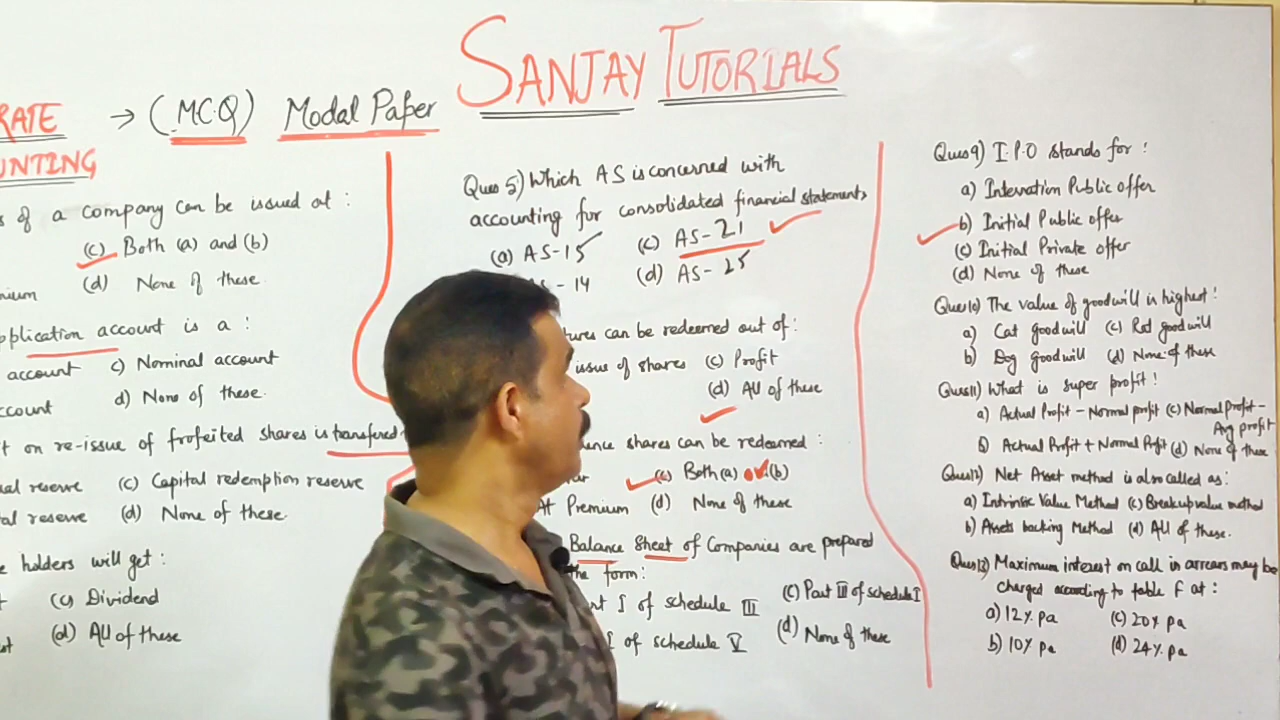 SANJAY TUTORIALS
RATE → (M.C.Q) Modal Paper
UNTING
s of a company can be issued at :
(c) Both (a) and (b)
mium (d) None of these
pplication account is a :
account c) Nominal account
ccount d) None of these.
t on re-issue of frofeited shares is transferred
al reserve (c) Capital redemption reserve
tal reserve (d) None of these.
e holders will get :
(c) Dividend
(d) All of these
Ques 5) Which AS is concerned with
accounting for consolidated financial statements
(a) AS-15 (c) AS-21
- 14 (d) AS-25
tures can be redeemed out of :
issue of shares (c) Profit
(d) All of these
ence shares can be redeemed :
ar (c) Both (a) or (b)
At Premium (d) None of these
Balance Sheet of Companies are prepared
the form:
I of schedule III (c) Part III of schedule I
I of schedule V (d) None of these
Ques 9) I.P.O stands for !
a) Internation Public offer
b) Initial Public offer
(c) Initial Private offer
(d) None of these
Ques 10) The value of goodwill is highest !
a) Cat goodwill (c) Rat goodwill
b) Dog goodwill (d) None of these
Ques 11) What is super profit !
a) Actual Profit - Normal profit (c) Normal Profit -
Avg profit
b) Actual Profit + Normal Profit (d) None of these
Ques 12) Net Asset method is also called as:
a) Intrinsic Value Method (c) Breakup value method
b) Assets backing Method (d) All of these.
Ques 13) Maximum interest on call in arrears may be
charged according to table F at :
a) 12% pa (c) 20% pa
b) 10% pa (d) 24% pa